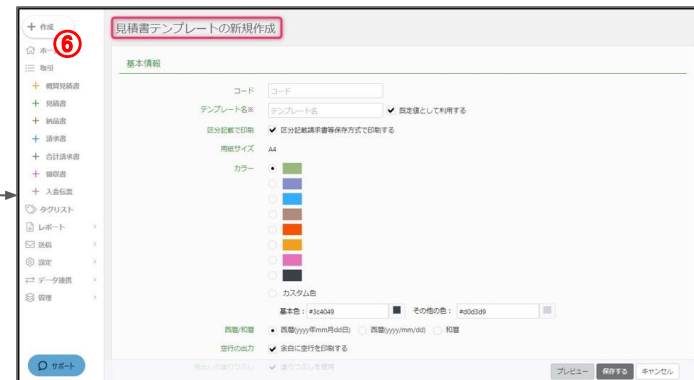 ＋ 作成
⑥
見積書テンプレートの新規作成
ホー
取引
＋ 概算見積書
＋ 見積書
＋ 納品書
＋ 請求書
＋ 合計請求書
＋ 領収書
＋ 入金伝票
タグリスト
レポート
送信
設定
データ連携
管理
サポート
基本情報
コード コード
テンプレート名※ テンプレート名 既定値として利用する
区分記載で印刷 区分記載請求書等保存方式で印刷する
用紙サイズ A4
カラー
カスタム色
基本色： #3c4049 その他の色： #d0d3d9
西暦/和暦 西暦(yyyy年mm月dd日) 西暦(yyyy/mm/dd) 和暦
空行の出力 余白に空行を印刷する
塗りつぶしを使用
プレビュー 保存する キャンセル